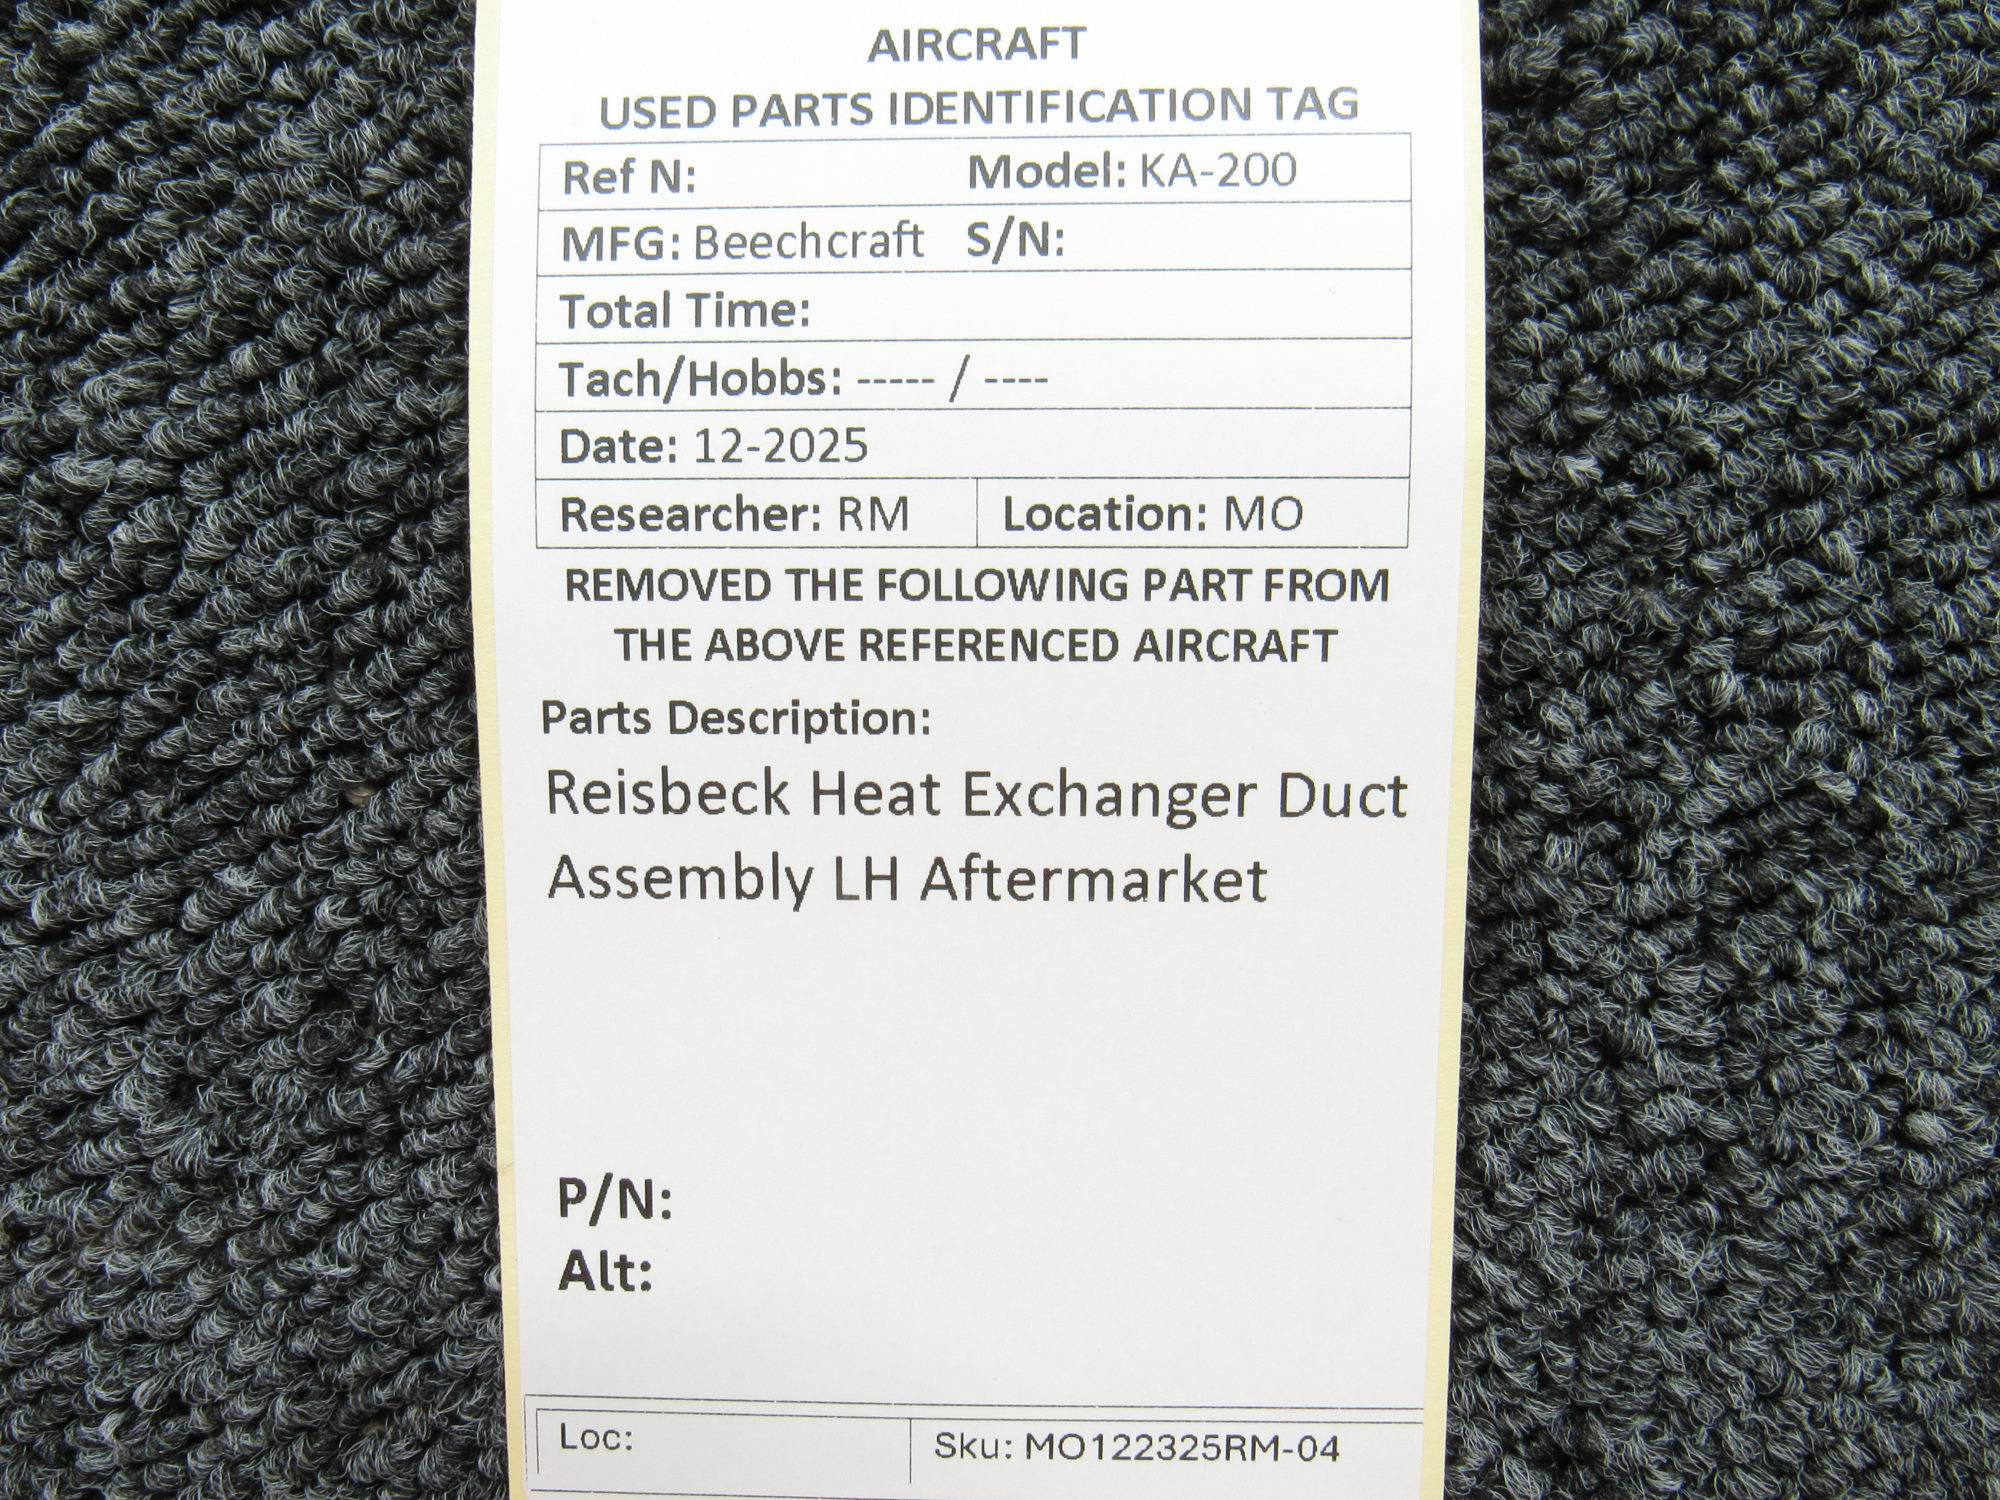 AIRCRAFT
USED PARTS IDENTIFICATION TAG
Ref N: Model: KA-200
MFG: Beechcraft S/N:
Total Time:
Tach/Hobbs: ----- / ----
Date: 12-2025
Researcher: RM Location: MO
REMOVED THE FOLLOWING PART FROM
THE ABOVE REFERENCED AIRCRAFT
Parts Description:
Reisbeck Heat Exchanger Duct
Assembly LH Aftermarket
P/N:
Alt:
Loc: Sku: MO122325RM-04